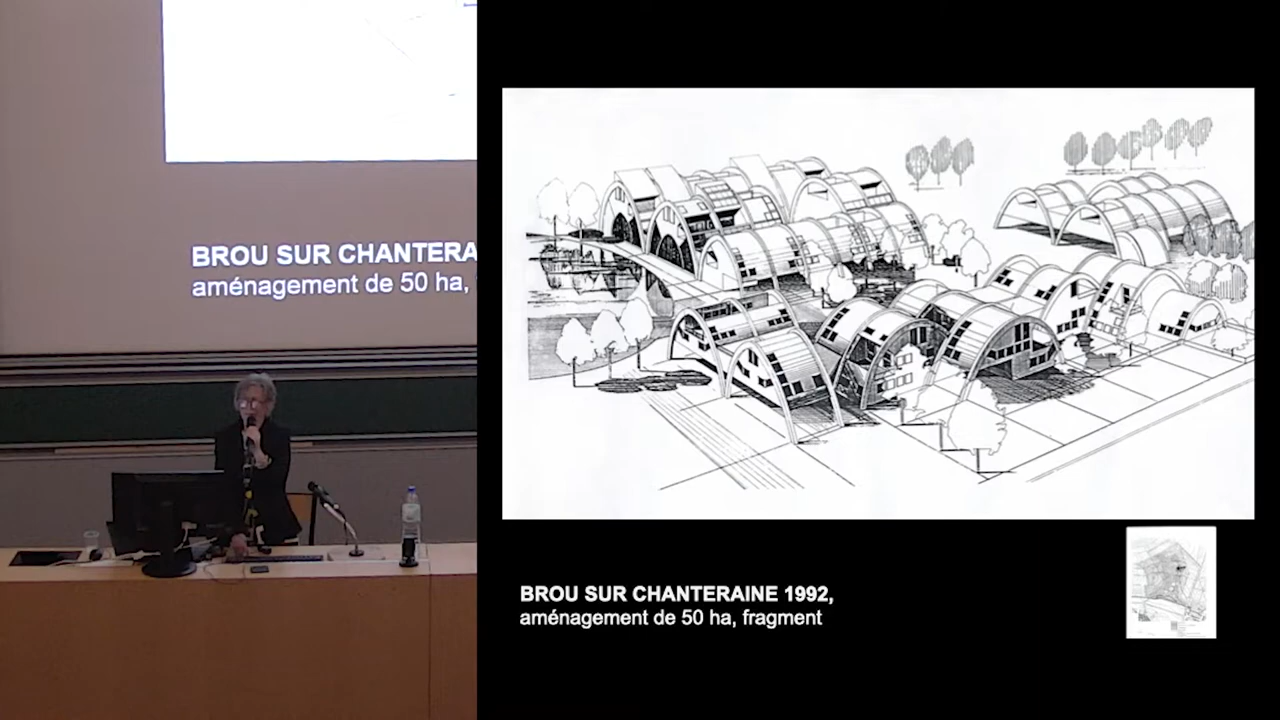 BROU SUR CHANTERA
aménagement de 50 ha,
BROU SUR CHANTERAINE 1992,
aménagement de 50 ha, fragment